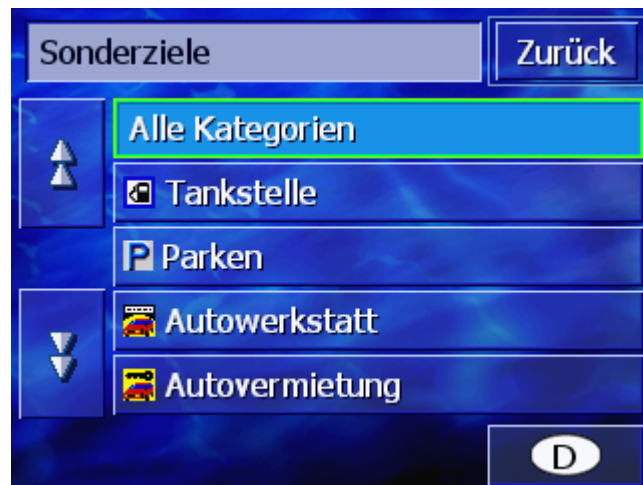 Sonderziele
Zurück
Alle Kategorien
Tankstelle
P Parken
Autowerkstatt
Autovermietung
D